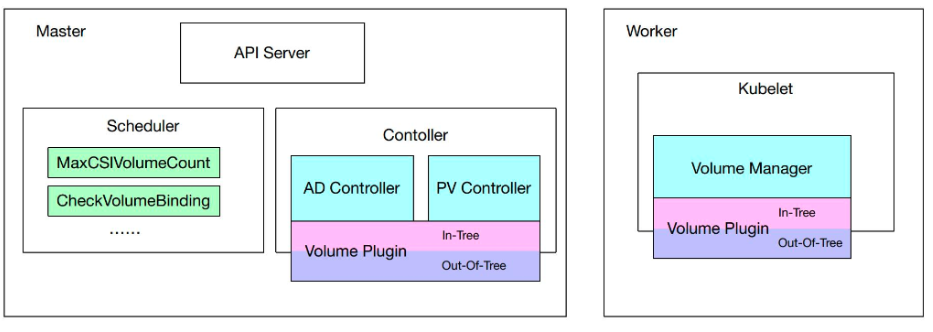 Master
API Server
Scheduler
MaxCSIVolumeCount
CheckVolumeBinding
......
Contoller
AD Controller
PV Controller
Volume Plugin
In-Tree
Out-Of-Tree
Worker
Kubelet
Volume Manager
Volume Plugin
In-Tree
Out-Of-Tree